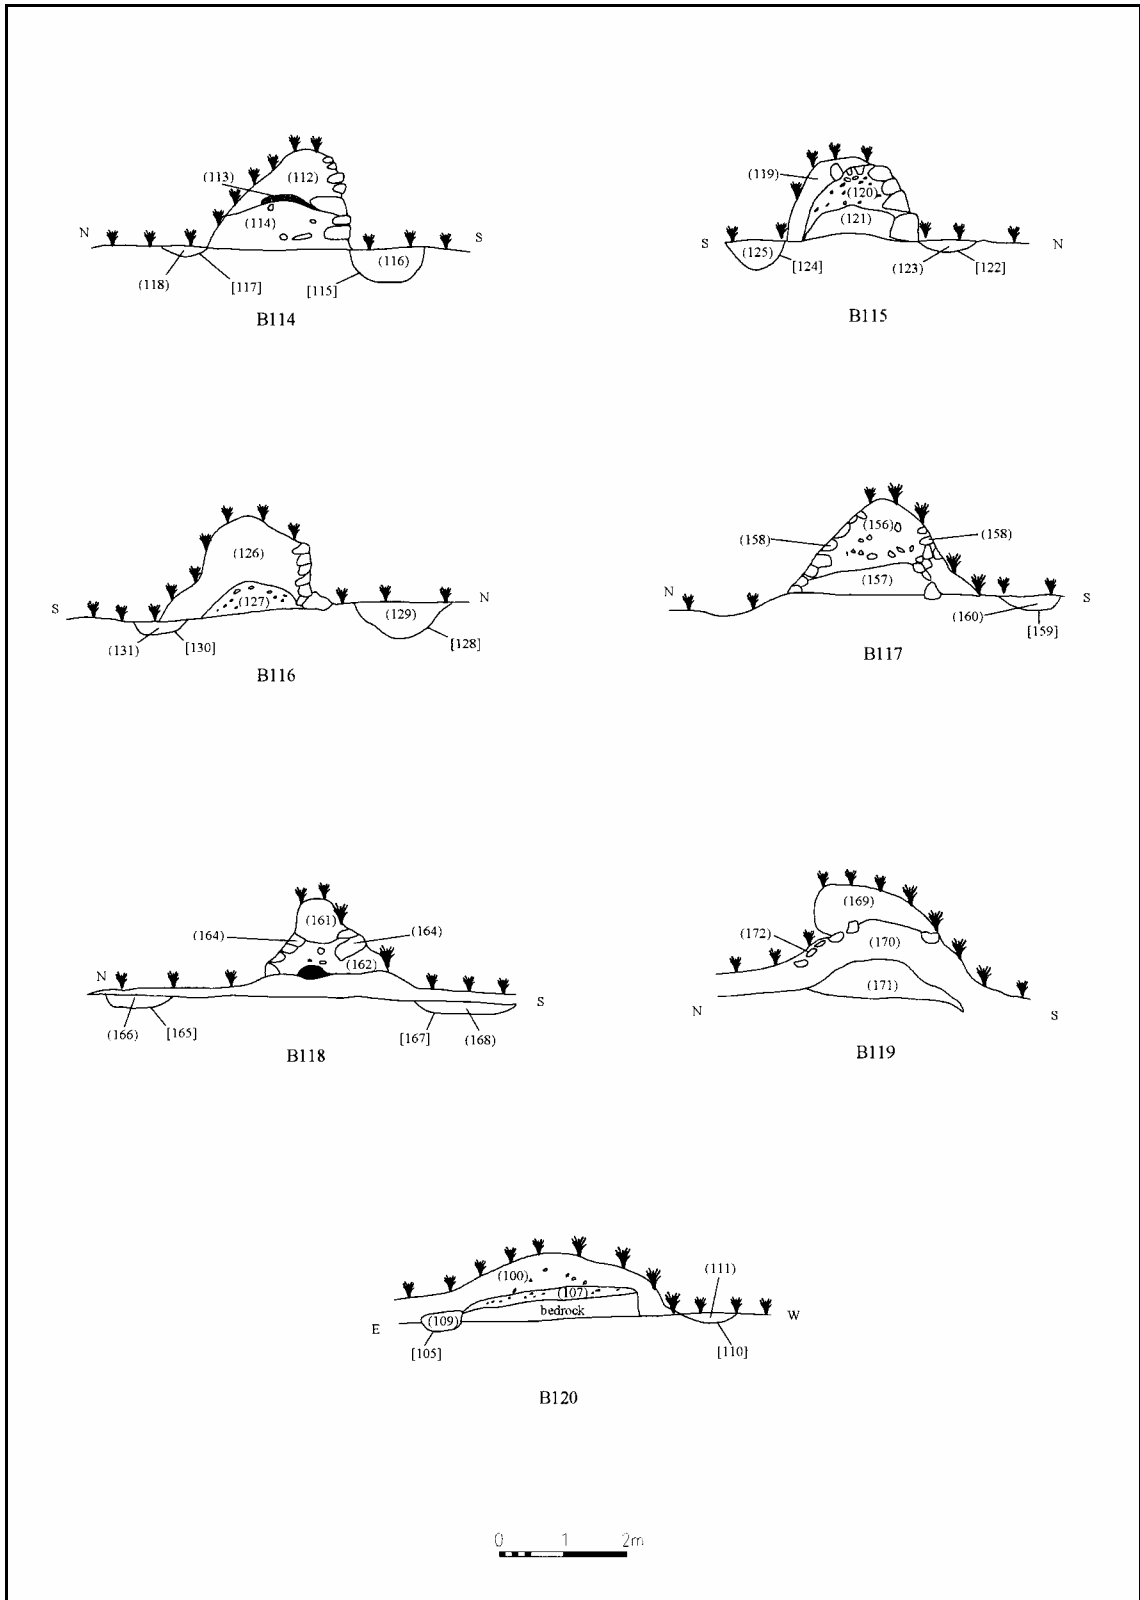 (113)
(112)
(114)
N
S
(116)
(118)
[117]
[115]
B114
(119)
(120)
(121)
S
N
(125)
[124]
(123)
[122]
B115
(126)
(127)
S
N
(129)
(131)
[130]
[128]
B116
(156)
(158)
(158)
(157)
N
S
(160)
[159]
B117
(161)
(164)
(164)
(162)
N
S
(166)
[165]
[167]
(168)
B118
(169)
(172)
(170)
(171)
N
S
B119
(100)
(111)
(107)
bedrock
(109)
E
W
[105]
[110]
B120
0 1 2m